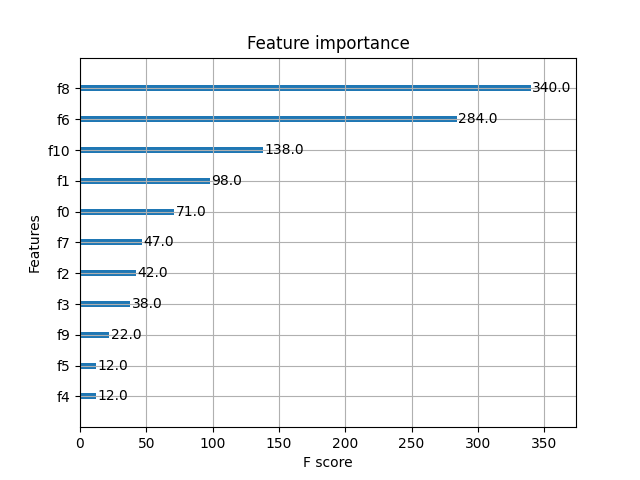 Feature importance
Features
f8 340.0
f6 284.0
f10 138.0
f1 98.0
f0 71.0
f7 47.0
f2 42.0
f3 38.0
f9 22.0
f5 12.0
f4 12.0
0 50 100 150 200 250 300 350
F score